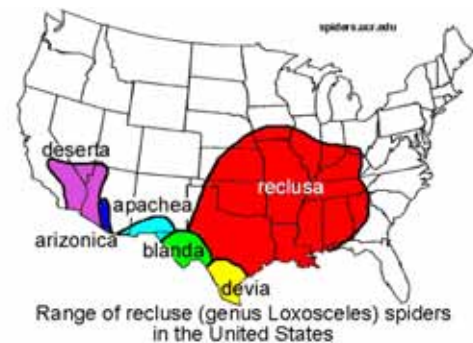 spiders.ucr.edu
deserta
reclusa
apachea
arizonica
blanda
devia
Range of recluse (genus Loxosceles) spiders
in the United States